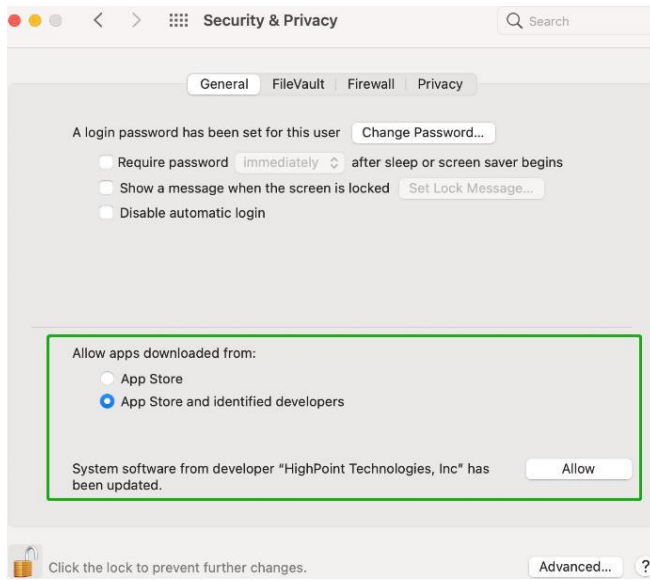 Security & Privacy
Search
General FileVault Firewall Privacy
A login password has been set for this user Change Password...
Require password immediately after sleep or screen saver begins
Show a message when the screen is locked Set Lock Message...
Disable automatic login
Allow apps downloaded from:
App Store
App Store and identified developers
System software from developer “HighPoint Technologies, Inc” has Allow
been updated.
Click the lock to prevent further changes. Advanced... ?